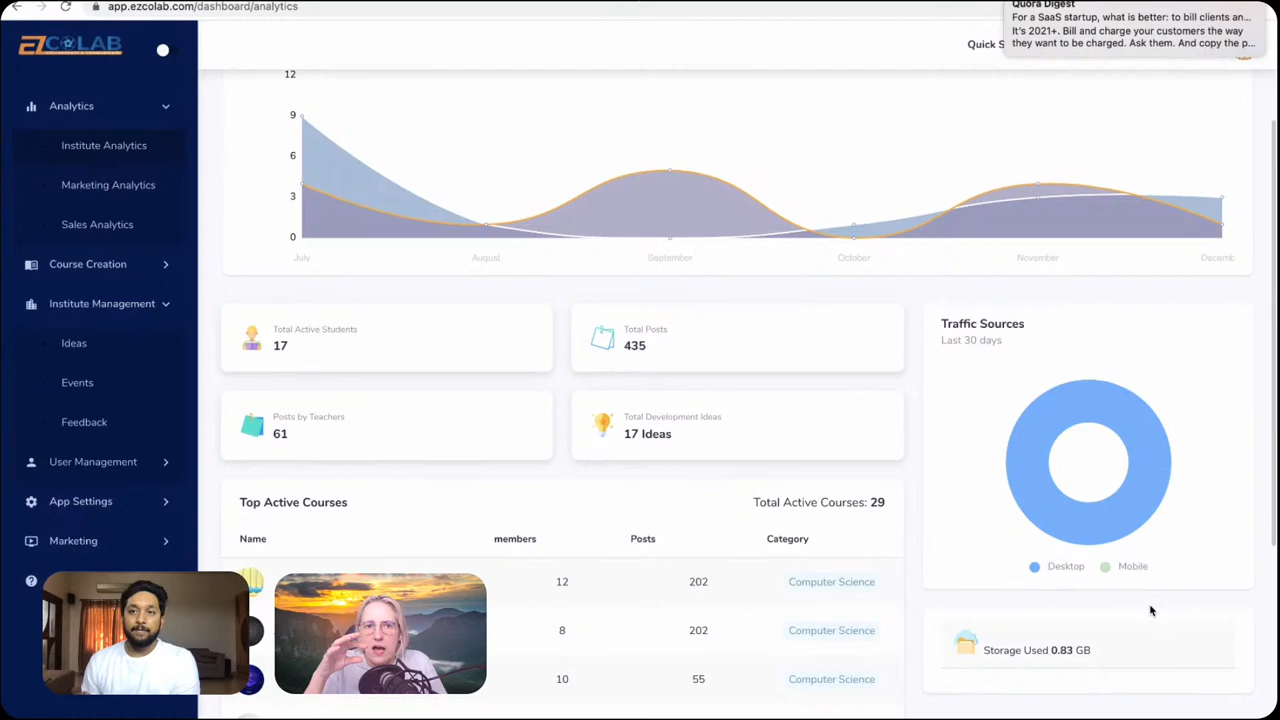 app.ezcolab.com/dashboard/analytics
Quora Digest
For a SaaS startup, what is better: to bill clients an...
It's 2021+. Bill and charge your customers the way
they want to be charged. Ask them. And copy the p...
EZCOLAB
Quick S
Analytics
Institute Analytics
Marketing Analytics
Sales Analytics
Course Creation
Institute Management
Ideas
Events
Feedback
User Management
App Settings
Marketing
12
9
6
3
0
July
August
September
October
November
Decemb
Total Active Students
17
Total Posts
435
Posts by Teachers
61
Total Development Ideas
17 Ideas
Traffic Sources
Last 30 days
Desktop
Mobile
Storage Used 0.83 GB
Top Active Courses
Total Active Courses: 29
Name members Posts Category
12 202 Computer Science
8 202 Computer Science
10 55 Computer Science